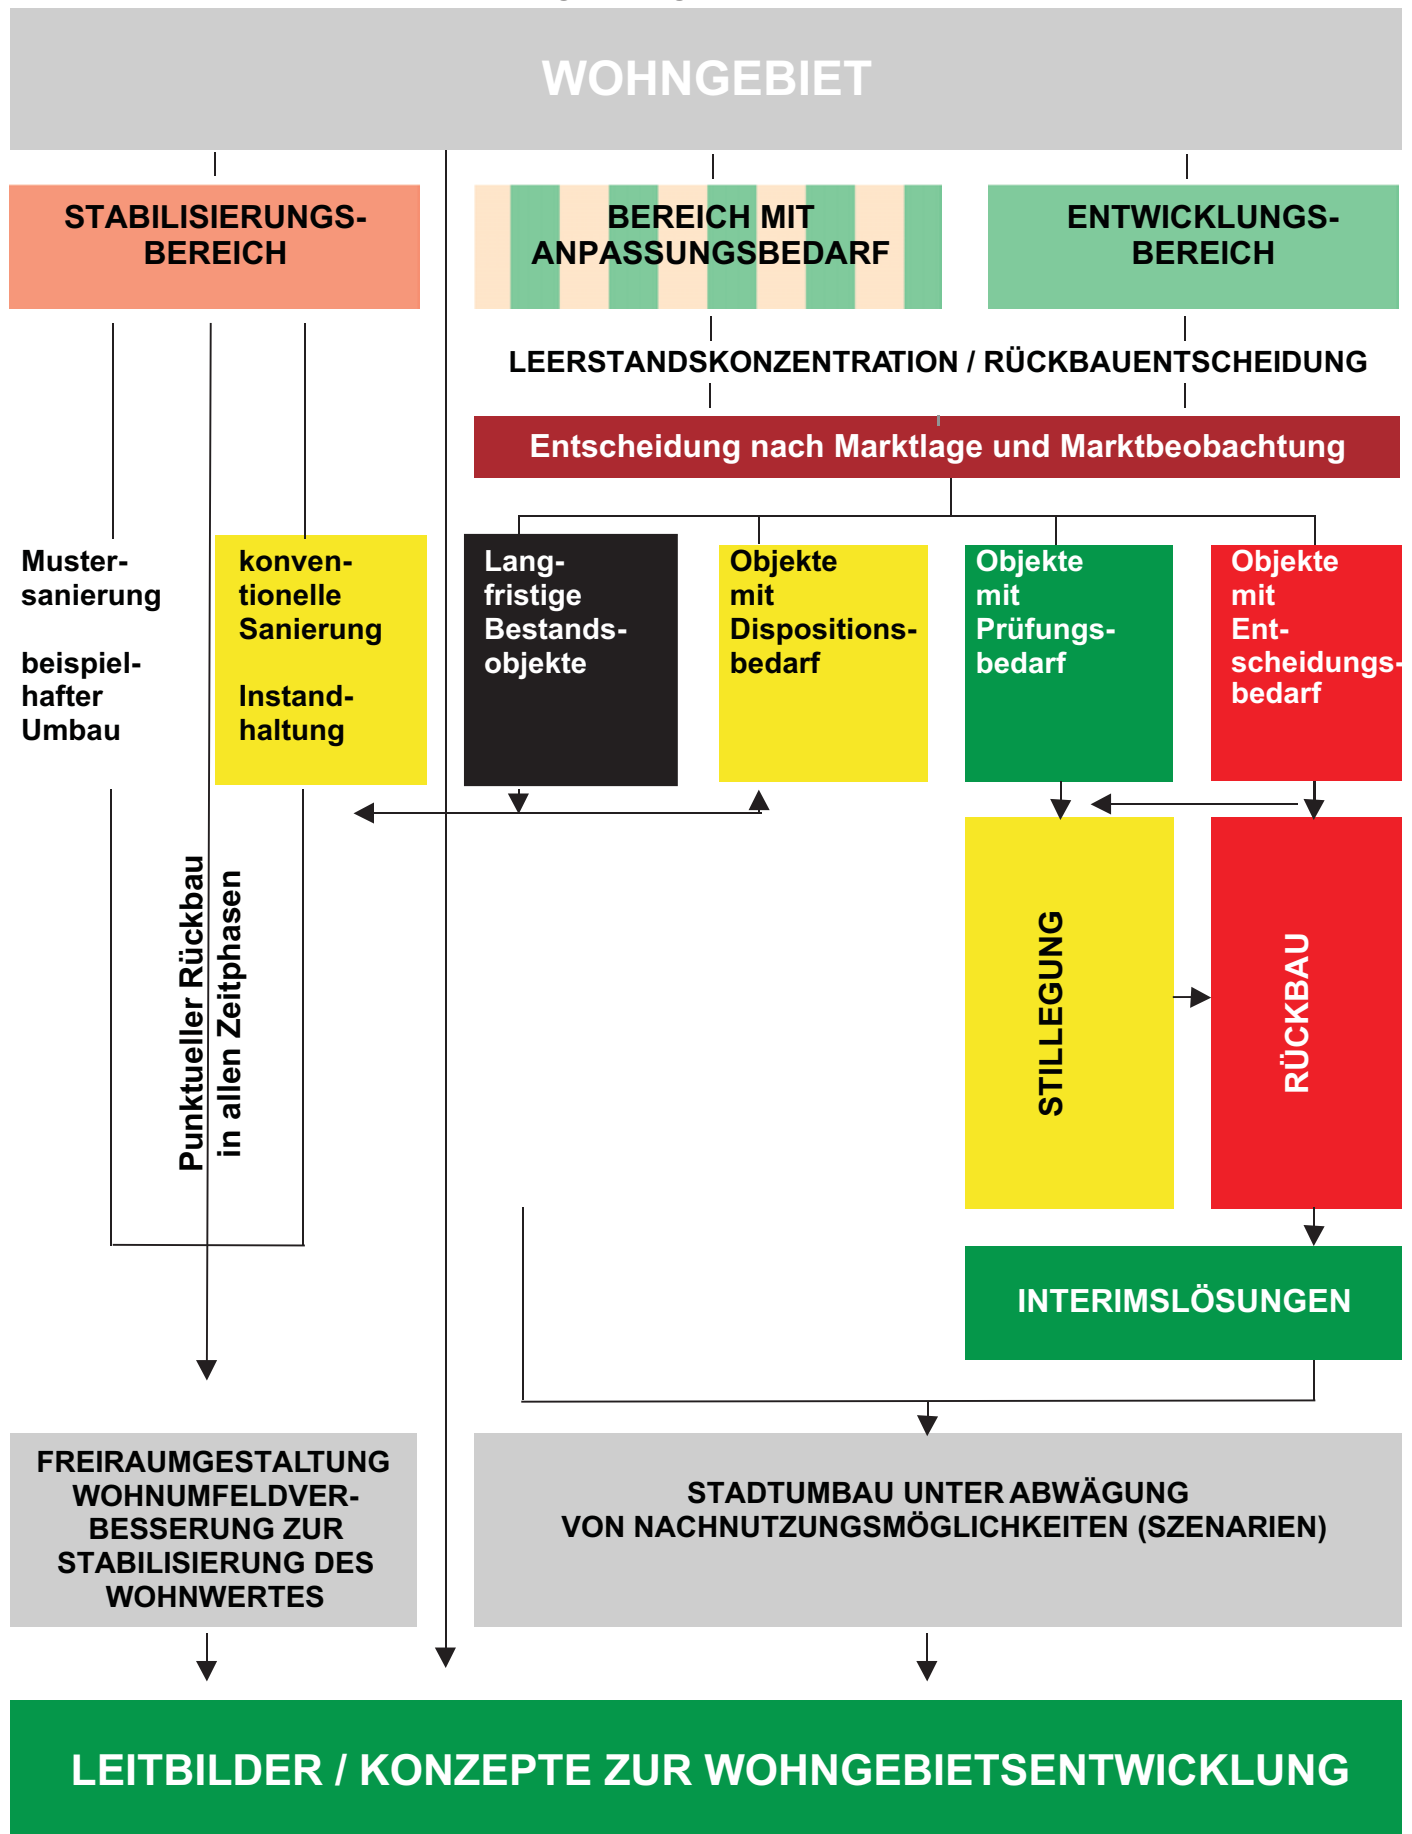 WOHNGEBIET
STABILISIERUNGS-
BEREICH
BEREICH MIT
ANPASSUNGSBEDARF
ENTWICKLUNGS-
BEREICH
LEERSTANDSKONZENTRATION / RÜCKBAUENTSCHEIDUNG
Entscheidung nach Marktlage und Marktbeobachtung
Muster-
sanierung
beispiel-
hafter
Umbau
konven-
tionelle
Sanierung
Instand-
haltung
Lang-
fristige
Bestands-
objekte
Objekte
mit
Dispositions-
bedarf
Objekte
mit
Prüfungs-
bedarf
Objekte
mit
Ent-
scheidungs-
bedarf
Punktueller Rückbau
in allen Zeitphasen
STILLEGUNG
RÜCKBAU
INTERIMSLÖSUNGEN
FREIRAUMGESTALTUNG
WOHNUMFELDVER-
BESSERUNG ZUR
STABILISIERUNG DES
WOHNWERTES
STADTUMBAU UNTER ABWÄGUNG
VON NACHNUTZUNGSMÖGLICHKEITEN (SZENARIEN)
LEITBILDER / KONZEPTE ZUR WOHNGEBIETSENTWICKLUNG